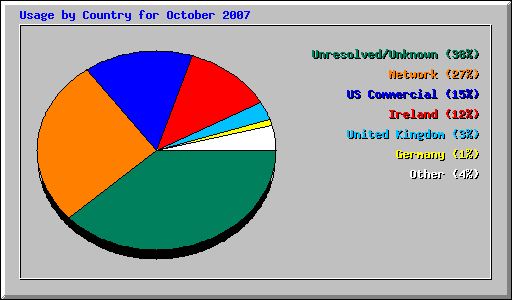 Usage by Country for October 2007
Unresolved/Unknown (38%)
Network (27%)
US Commercial (15%)
Ireland (12%)
United Kingdom (3%)
Germany (1%)
Other (4%)